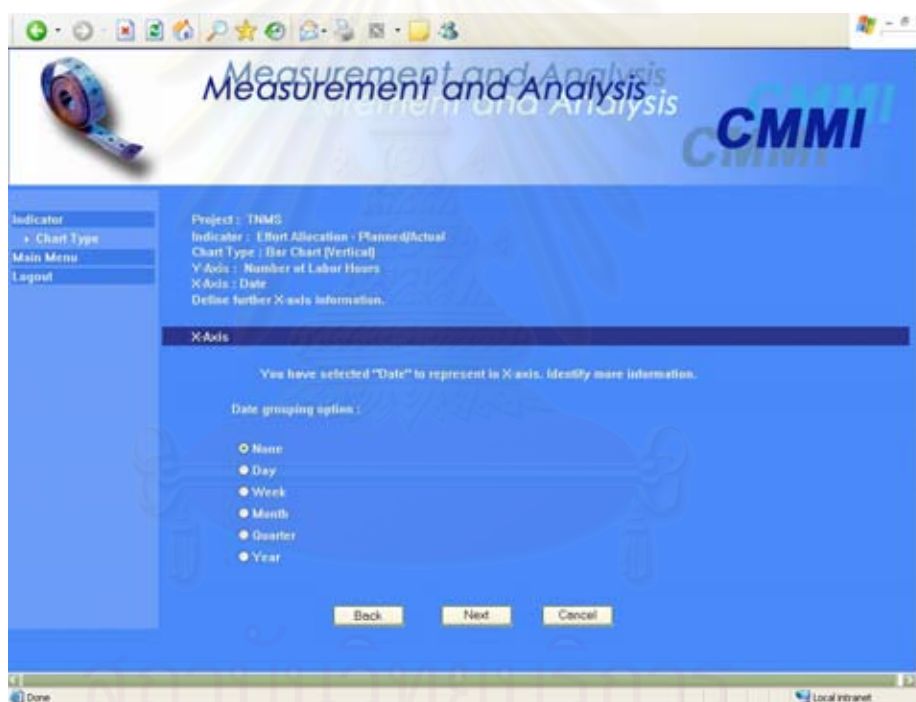 Measurement and Analysis
CMMI
Indicator
Chart Type
Main Menu
Logout
Project : TNMS
Indicator : Effort Allocation - Planned/Actual
Chart Type : Bar Chart (Vertical)
Y-Axis : Number of Labor Hours
X-Axis : Date
Define further X-axis information.
X-Axis
You have selected "Date" to represent in X-axis. Identify more information.
Date grouping option :
None
Day
Week
Month
Quarter
Year
Back Next Cancel
Done Local intranet